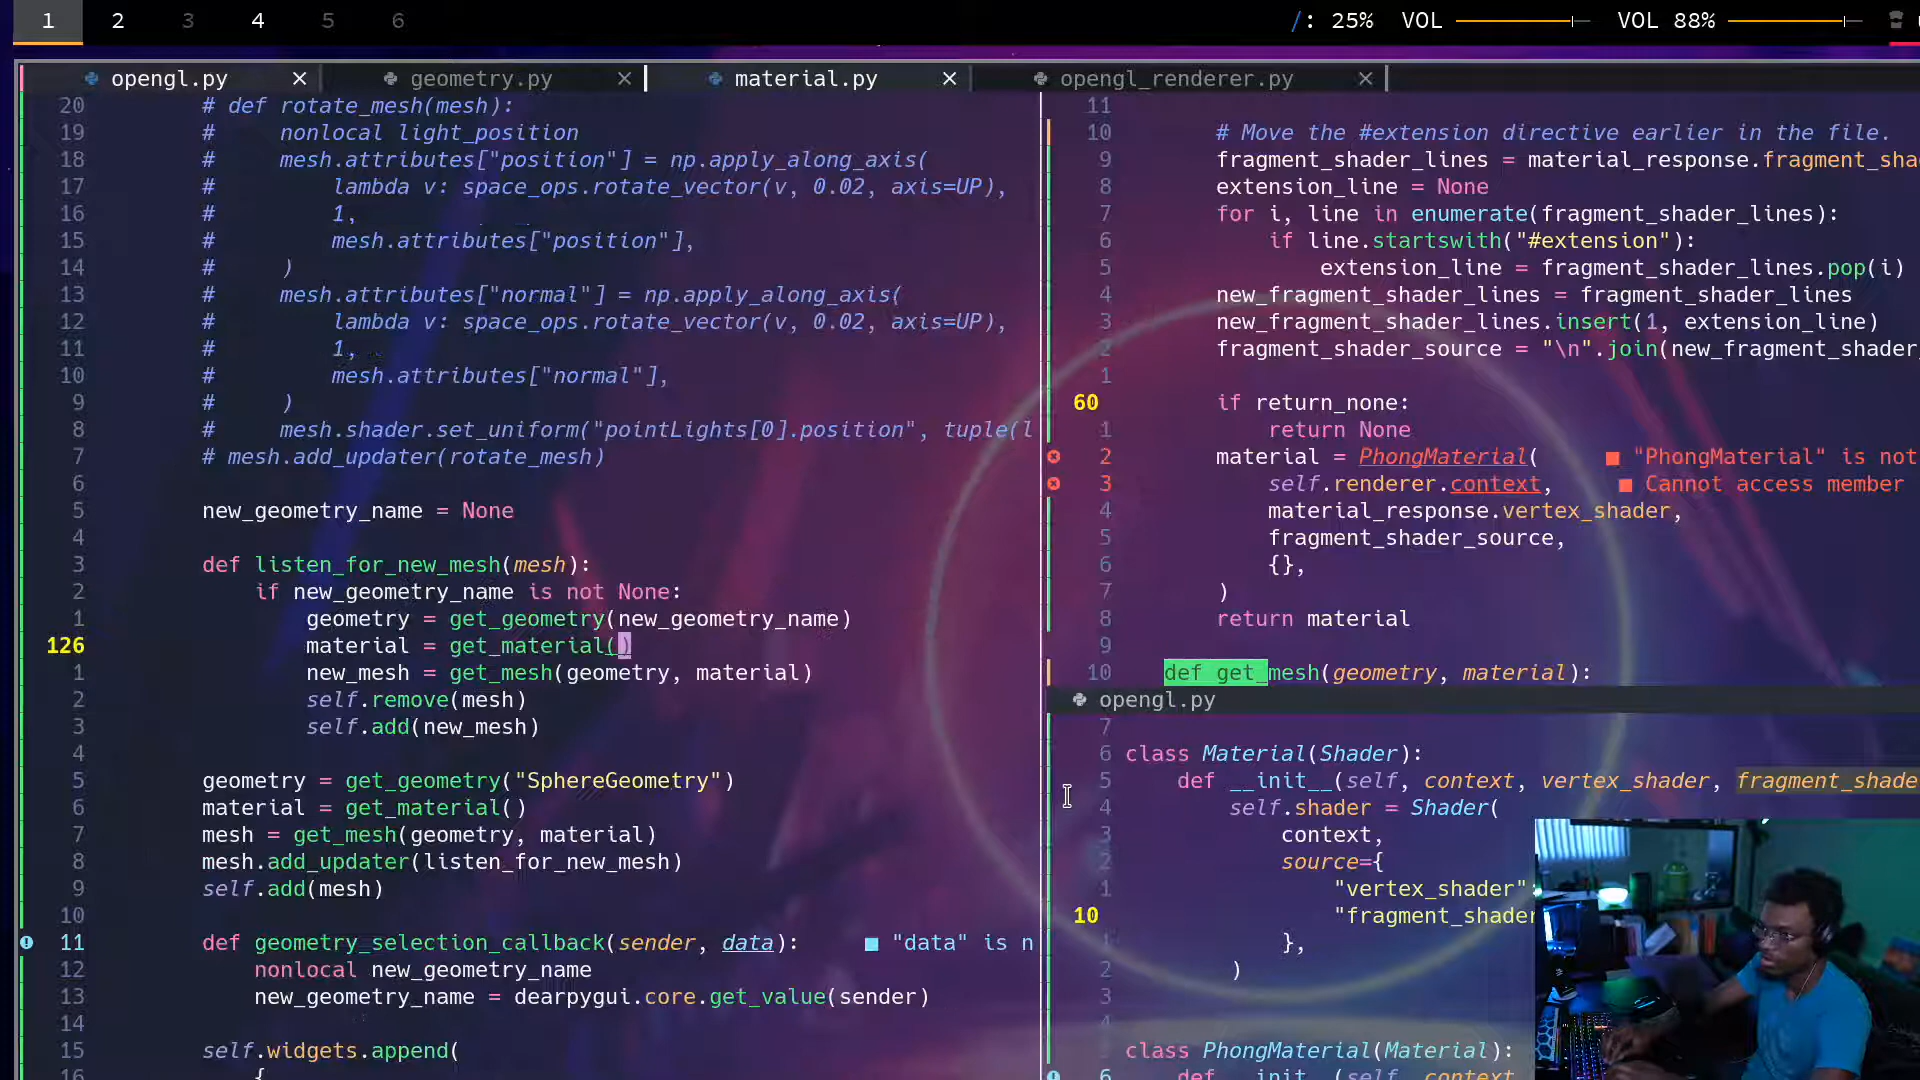 1 2 3 4 5 6 /: 25% VOL VOL 88%
opengl.py × geometry.py × material.py × opengl_renderer.py ×
20 # def rotate_mesh(mesh):
19 # nonlocal light_position
18 # mesh.attributes["position"] = np.apply_along_axis(
17 # lambda v: space_ops.rotate_vector(v, 0.02, axis=UP),
16 # 1,
15 # mesh.attributes["position"],
14 # )
13 # mesh.attributes["normal"] = np.apply_along_axis(
12 # lambda v: space_ops.rotate_vector(v, 0.02, axis=UP),
11 # 1,
10 # mesh.attributes["normal"],
9 # )
8 # mesh.shader.set_uniform("pointLights[0].position", tuple(l
7 # mesh.add_updater(rotate_mesh)
6
5 new_geometry_name = None
4
3 def listen_for_new_mesh(mesh):
2 if new_geometry_name is not None:
1 geometry = get_geometry(new_geometry_name)
126 material = get_material()
1 new_mesh = get_mesh(geometry, material)
2 self.remove(mesh)
3 self.add(new_mesh)
4
5 geometry = get_geometry("SphereGeometry")
6 material = get_material()
7 mesh = get_mesh(geometry, material)
8 mesh.add_updater(listen_for_new_mesh)
9 self.add(mesh)
10
11 def geometry_selection_callback(sender, data): ■ "data" is n
12 nonlocal new_geometry_name
13 new_geometry_name = dearpygui.core.get_value(sender)
14
15 self.widgets.append(
16 {
11
10 # Move the #extension directive earlier in the file.
9 fragment_shader_lines = material_response.fragment_sha
8 extension_line = None
7 for i, line in enumerate(fragment_shader_lines):
6 if line.startswith("#extension"):
5 extension_line = fragment_shader_lines.pop(i)
4 new_fragment_shader_lines = fragment_shader_lines
3 new_fragment_shader_lines.insert(1, extension_line)
2 fragment_shader_source = "\n".join(new_fragment_shader_
1
60 if return_none:
1 return None
2 material = PhongMaterial( ■ "PhongMaterial" is not
3 self.renderer.context, ■ Cannot access member
4 material_response.vertex_shader,
5 fragment_shader_source,
6 {},
7 )
8 return material
9
10 def get_mesh(geometry, material):
opengl.py
7
6 class Material(Shader):
5 def __init__(self, context, vertex_shader, fragment_shade
4 self.shader = Shader(
3 context,
2 source={
1 "vertex_shader":
10 "fragment_shader
1 },
2 )
3
4
5 class PhongMaterial(Material):
6 def __init__(self, context